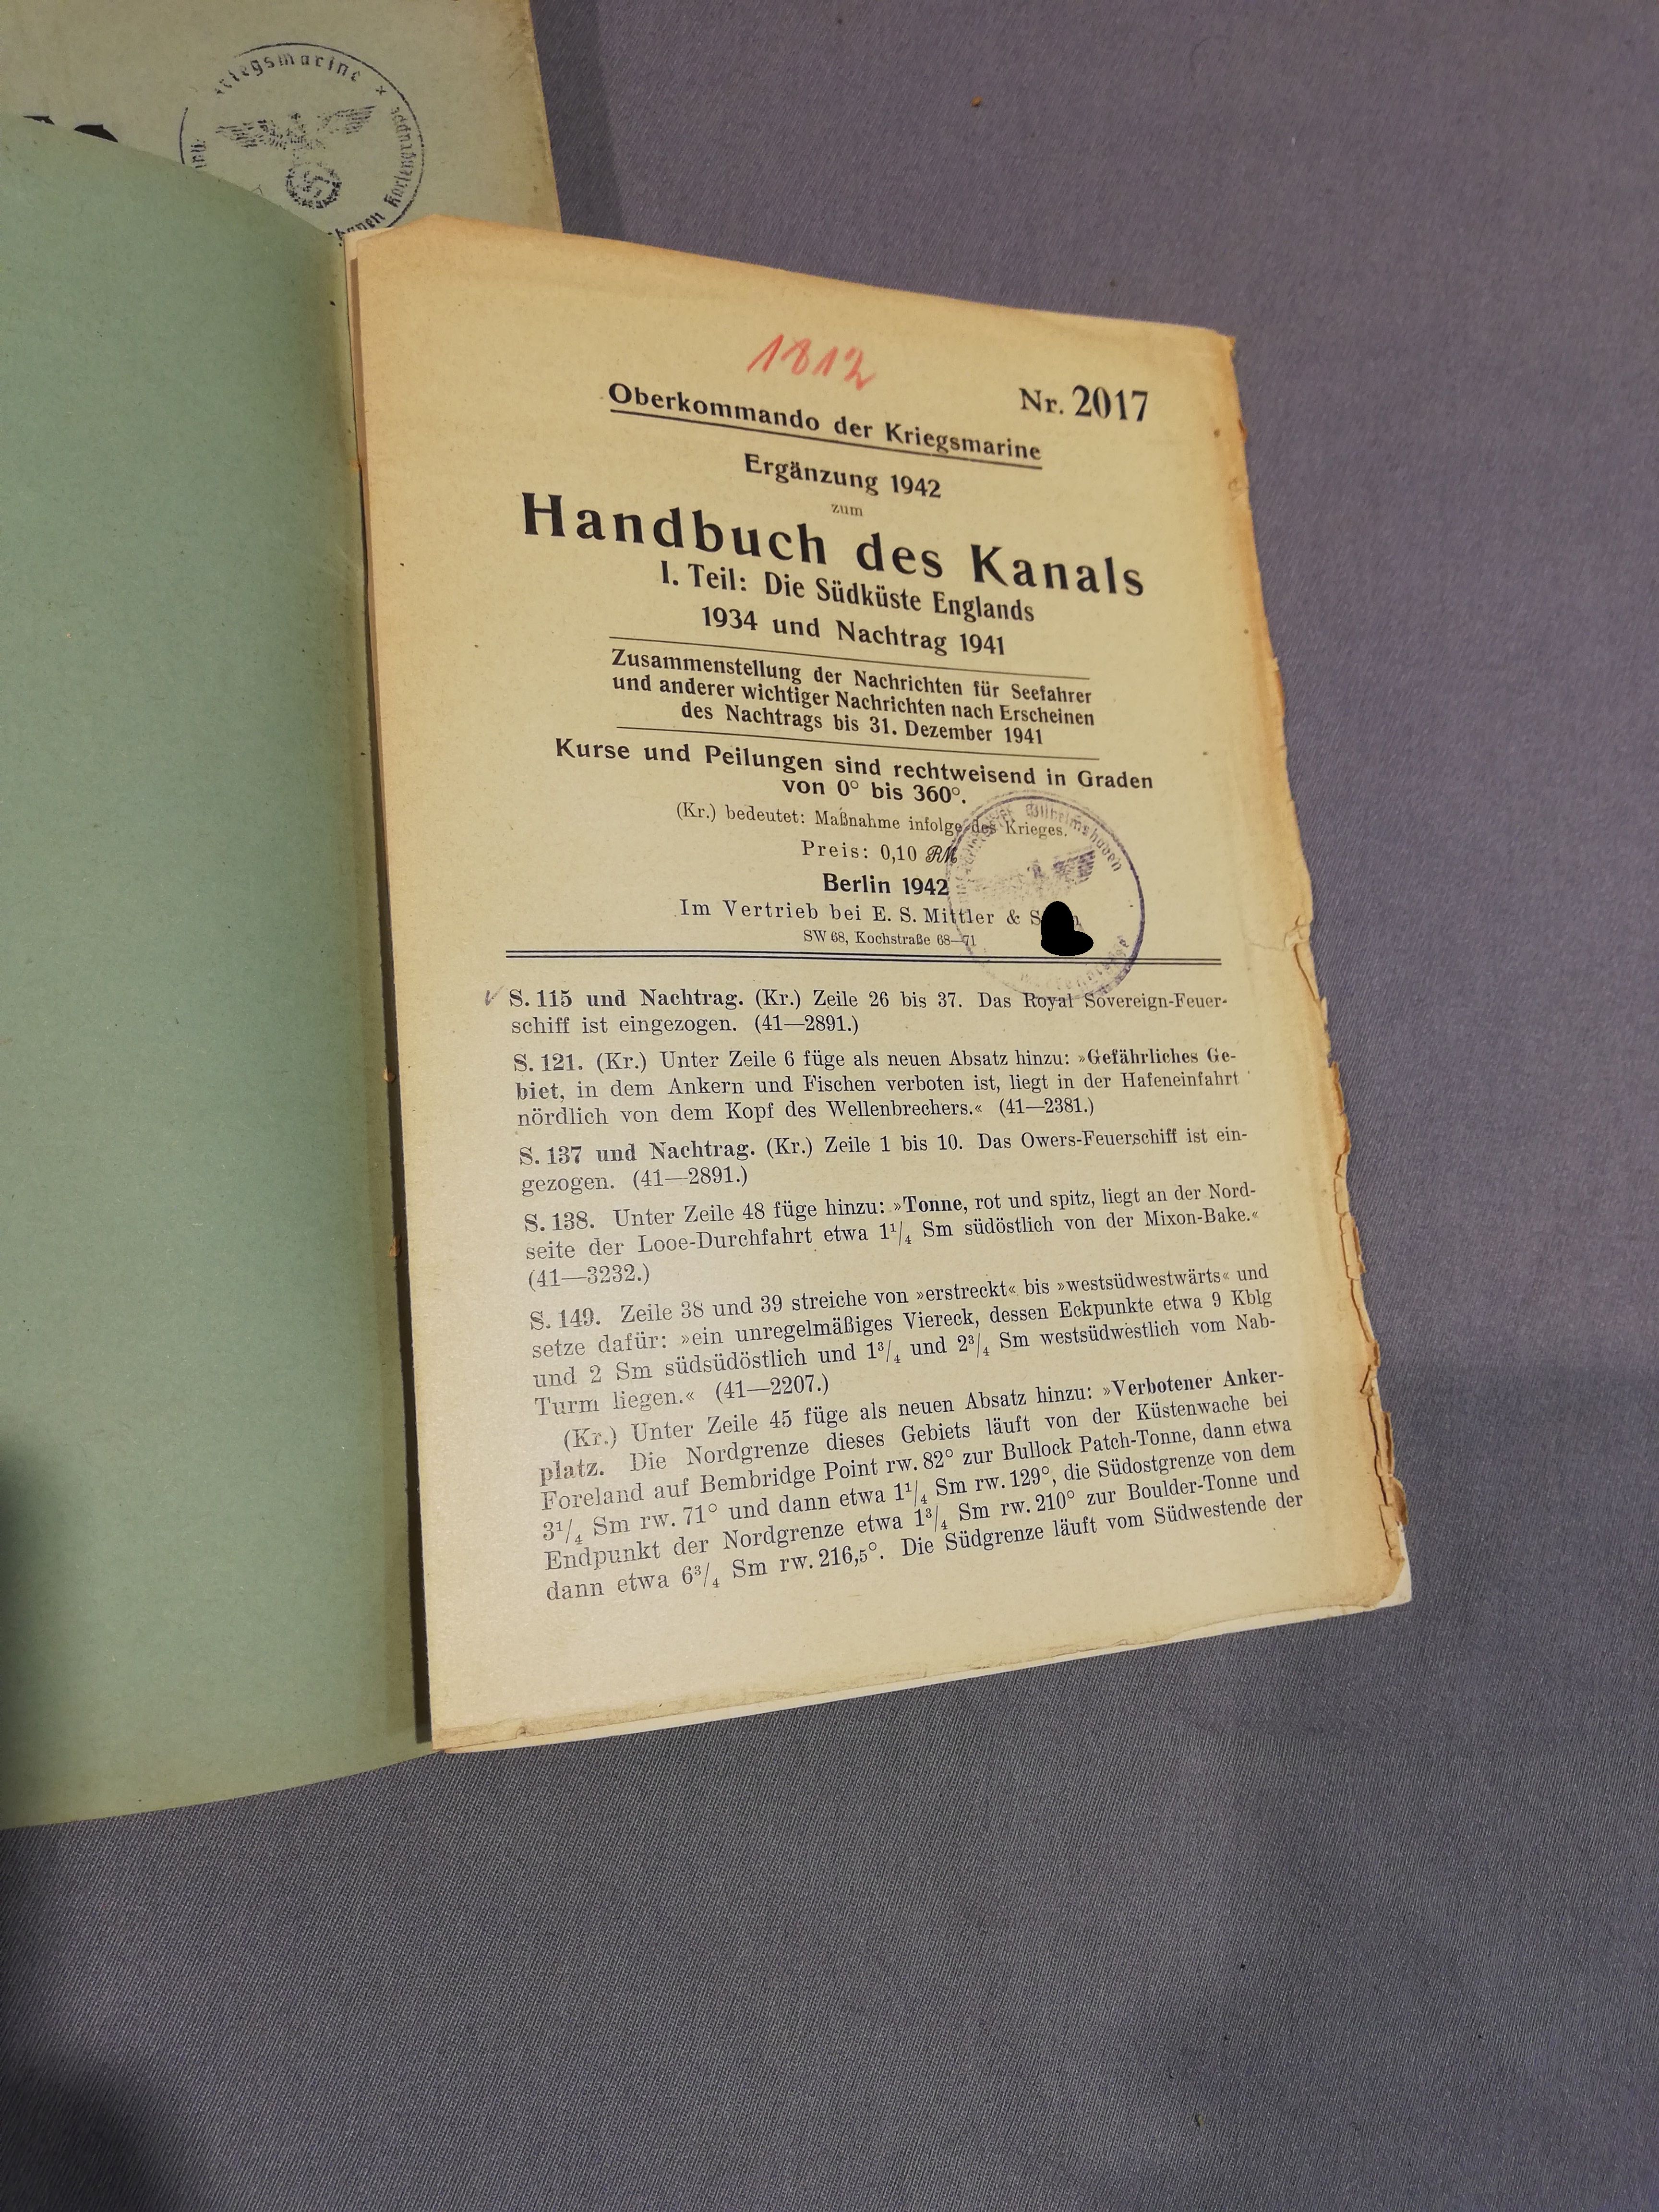 Kriegsmarine
Kartengruppe
1812
Nr. 2017
Oberkommando der Kriegsmarine
Ergänzung 1942
zum
Handbuch des Kanals
I. Teil: Die Südküste Englands
1934 und Nachtrag 1941
Zusammenstellung der Nachrichten für Seefahrer
und anderer wichtiger Nachrichten nach Erscheinen
des Nachtrags bis 31. Dezember 1941
Kurse und Peilungen sind rechtweisend in Graden
von 0° bis 360°.
(Kr.) bedeutet: Maßnahme infolge des Krieges.
Preis: 0,10 RM
Berlin 1942
Im Vertrieb bei E. S. Mittler &
SW 68, Kochstraße 68—71
Wilhelmshaven
S. 115 und Nachtrag. (Kr.) Zeile 26 bis 37. Das Royal Sovereign-Feuer-
schiff ist eingezogen. (41—2891.)
S. 121. (Kr.) Unter Zeile 6 füge als neuen Absatz hinzu: »Gefährliches Ge-
biet, in dem Ankern und Fischen verboten ist, liegt in der Hafeneinfahrt
nördlich von dem Kopf des Wellenbrechers.« (41—2381.)
S. 137 und Nachtrag. (Kr.) Zeile 1 bis 10. Das Owers-Feuerschiff ist ein-
gezogen. (41—2891.)
S. 138. Unter Zeile 48 füge hinzu: »Tonne, rot und spitz, liegt an der Nord-
seite der Looe-Durchfahrt etwa 1¹/₄ Sm südöstlich von der Mixon-Bake.«
(41—3232.)
S. 149. Zeile 38 und 39 streiche von »erstreckt« bis »westsüdwestwärts« und
setze dafür: »ein unregelmäßiges Viereck, dessen Eckpunkte etwa 9 Kblg
und 2 Sm südsüdöstlich und 1³/₄ und 2³/₄ Sm westsüdwestlich vom Nab-
Turm liegen.« (41—2207.)
(Kr.) Unter Zeile 45 füge als neuen Absatz hinzu: »Verbotener Anker-
platz. Die Nordgrenze dieses Gebiets läuft von der Küstenwache bei
Foreland auf Bembridge Point rw. 82° zur Bullock Patch-Tonne, dann etwa
3¹/₄ Sm rw. 71° und dann etwa 1¹/₄ Sm rw. 129°, die Südostgrenze von dem
Endpunkt der Nordgrenze etwa 1³/₄ Sm rw. 210° zur Boulder-Tonne und
dann etwa 6³/₄ Sm rw. 216,5°. Die Südgrenze läuft vom Südwestende der